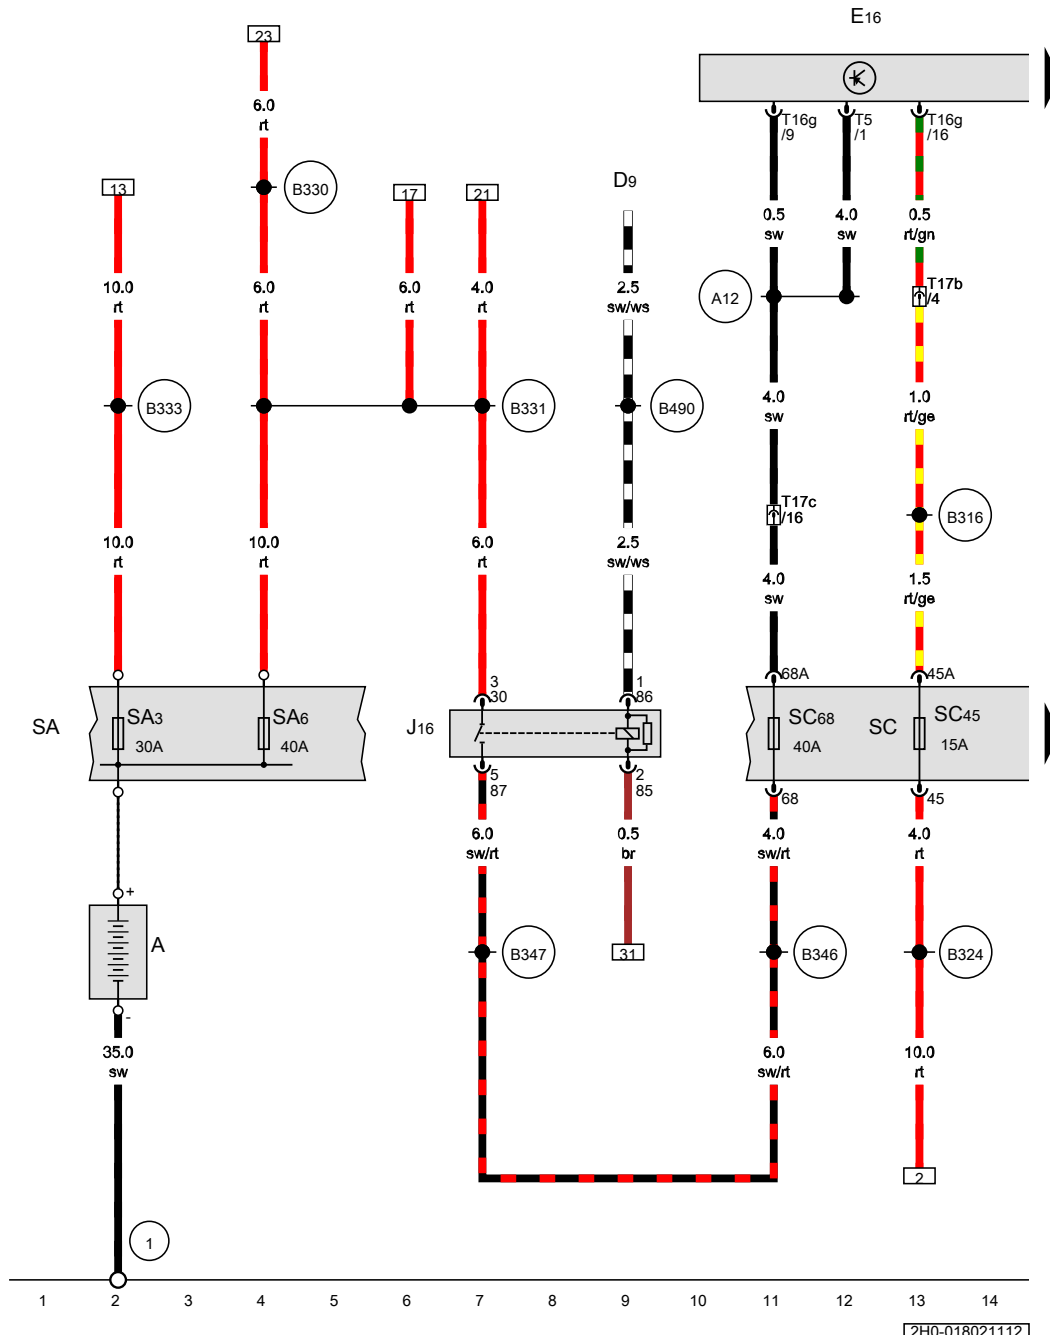 E16
23
6.0
rt
T16g
/9
T5
/1
T16g
/16
B330
13
17
21
D9
0.5
sw
4.0
sw
0.5
rt/gn
10.0
rt
6.0
rt
6.0
rt
4.0
rt
2.5
sw/ws
A12
T17b
/4
B333
B331
B490
4.0
sw
1.0
rt/ge
T17c
/16
B316
10.0
rt
10.0
rt
6.0
rt
2.5
sw/ws
4.0
sw
1.5
rt/ge
3
30
1
86
68A
45A
SA
SA3
30A
SA6
40A
J16
SC68
40A
SC
SC45
15A
5
87
2
85
68
45
6.0
sw/rt
0.5
br
4.0
sw/rt
4.0
rt
+
A
-
B347
31
B346
B324
35.0
sw
6.0
sw/rt
10.0
rt
2
1
1 2 3 4 5 6 7 8 9 10 11 12 13 14
2H0-018021112